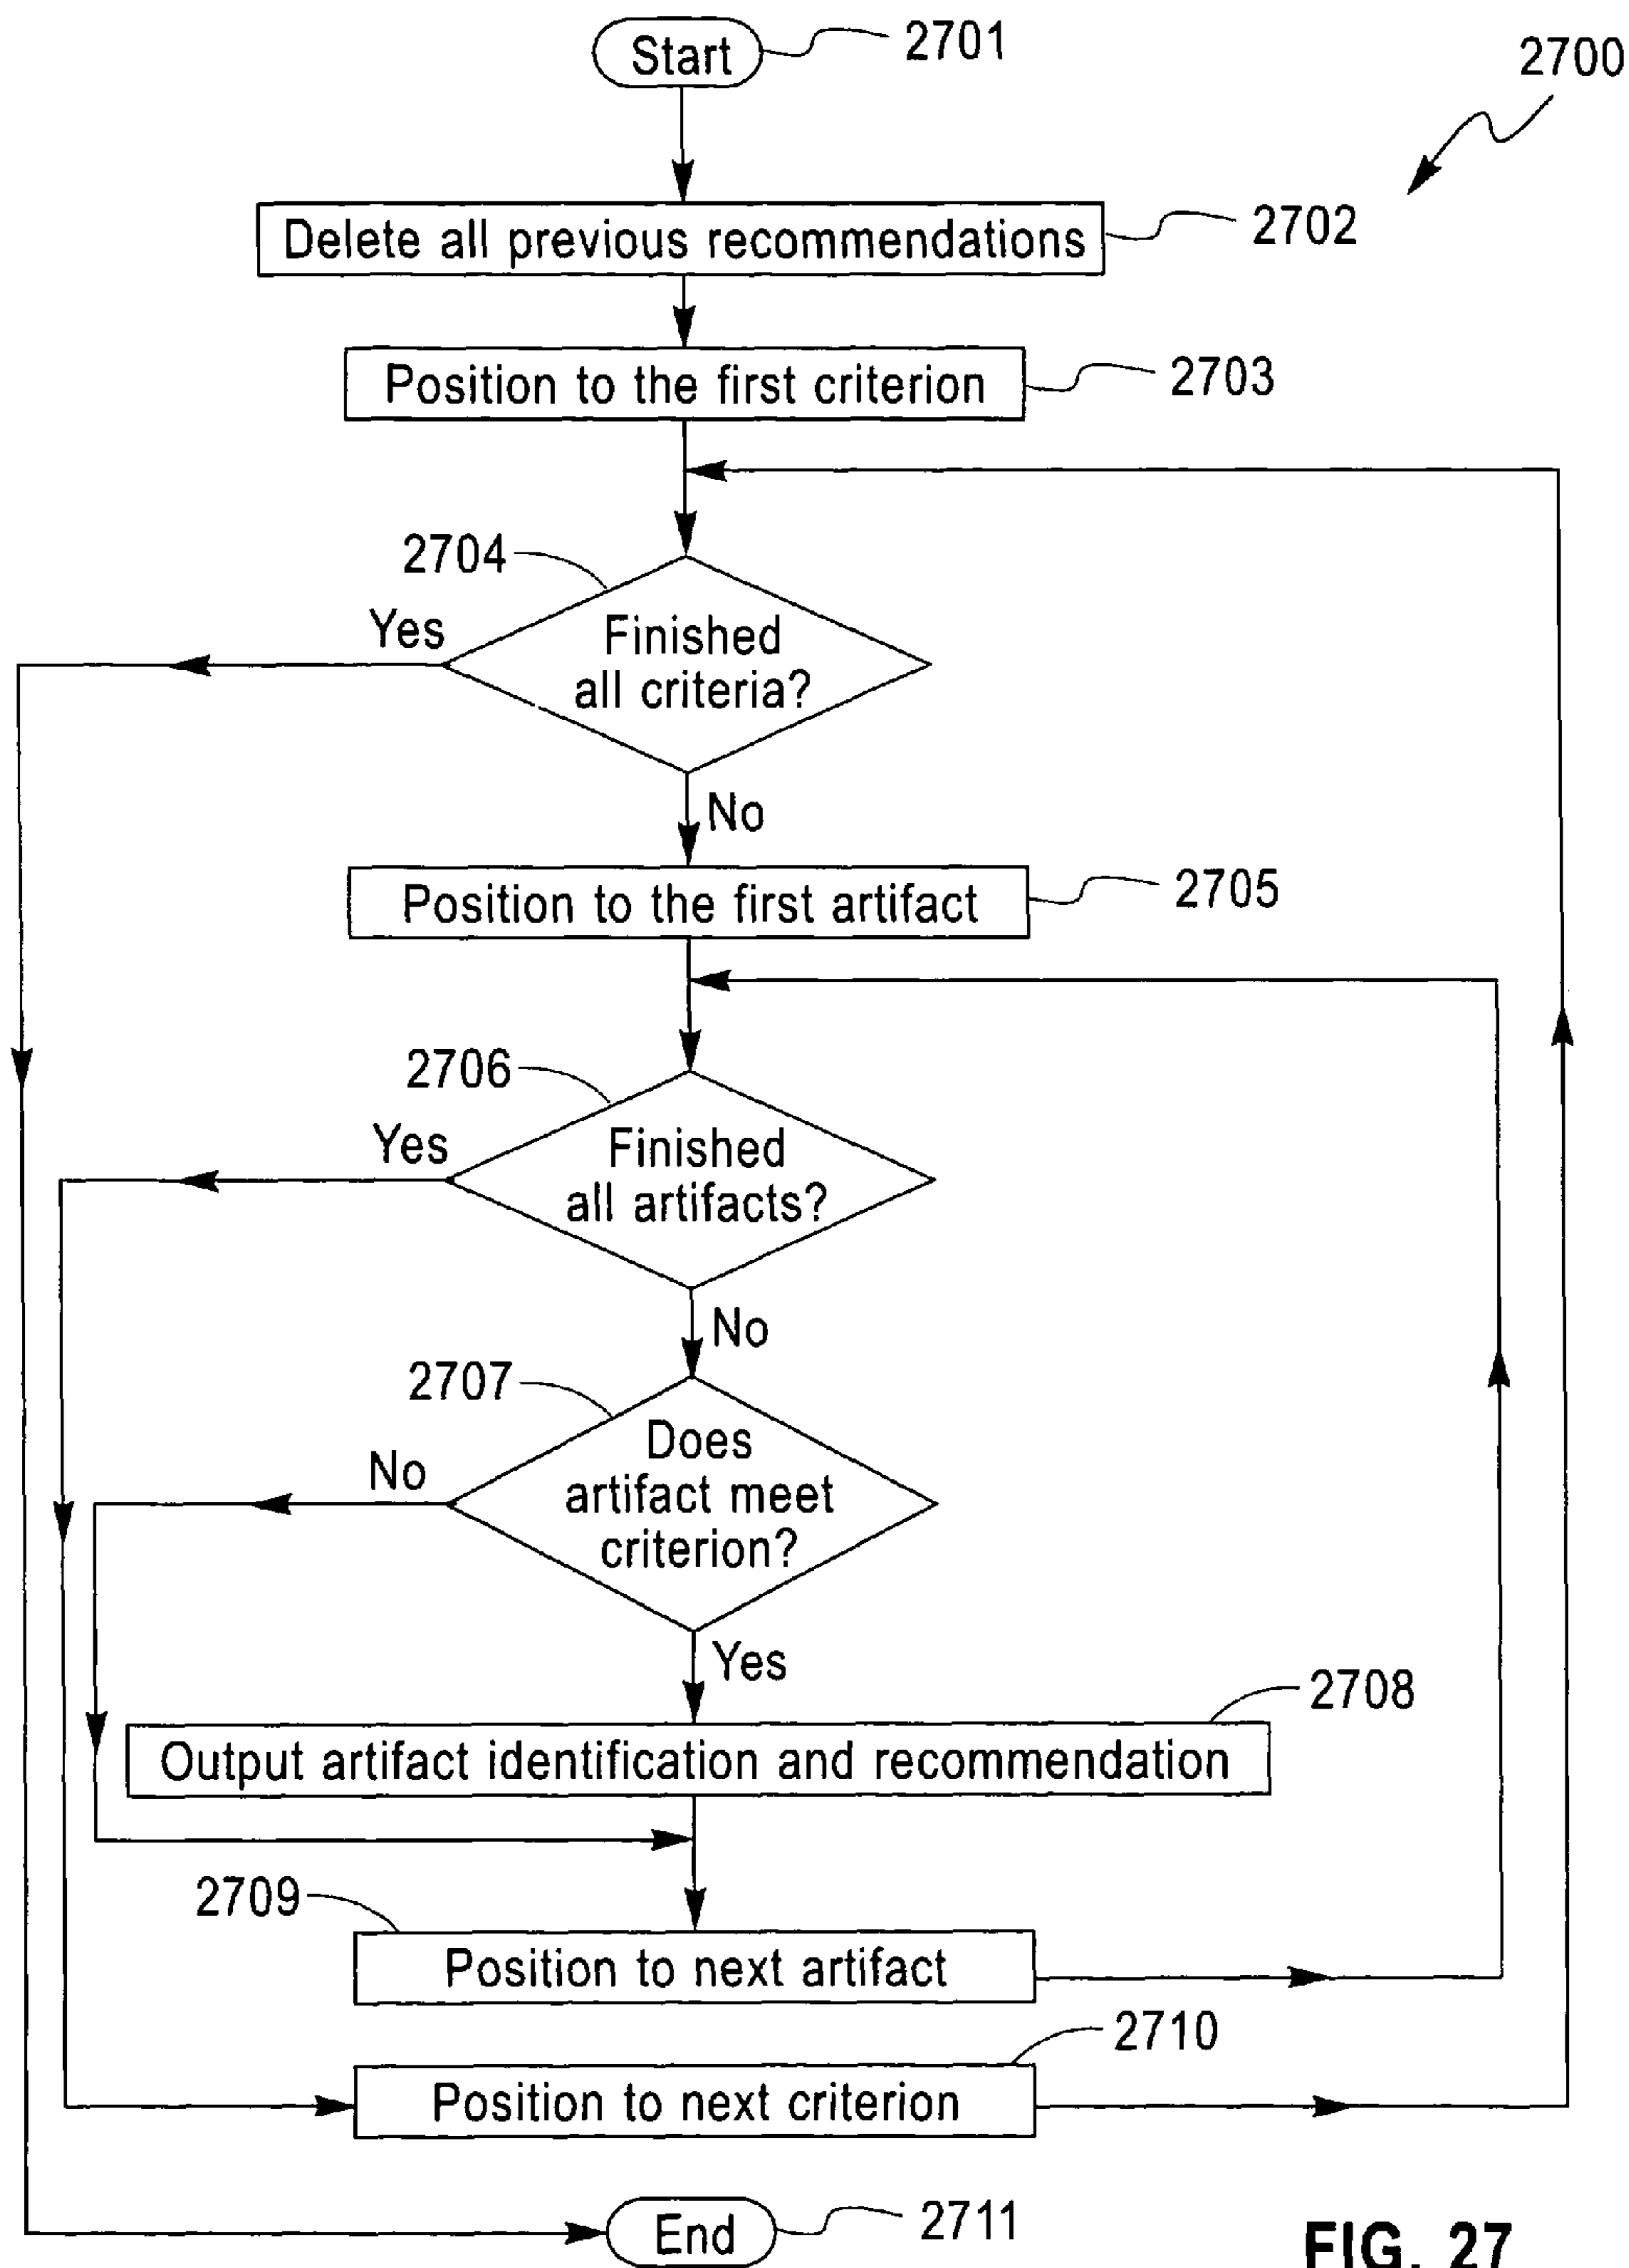 Start
2701
2700
Delete all previous recommendations
2702
Position to the first criterion
2703
2704
Yes
Finished
all criteria?
No
Position to the first artifact
2705
2706
Yes
Finished
all artifacts?
No
2707
No
Does
artifact meet
criterion?
Yes
2708
Output artifact identification and recommendation
2709
Position to next artifact
2710
Position to next criterion
End
2711
FIG. 27